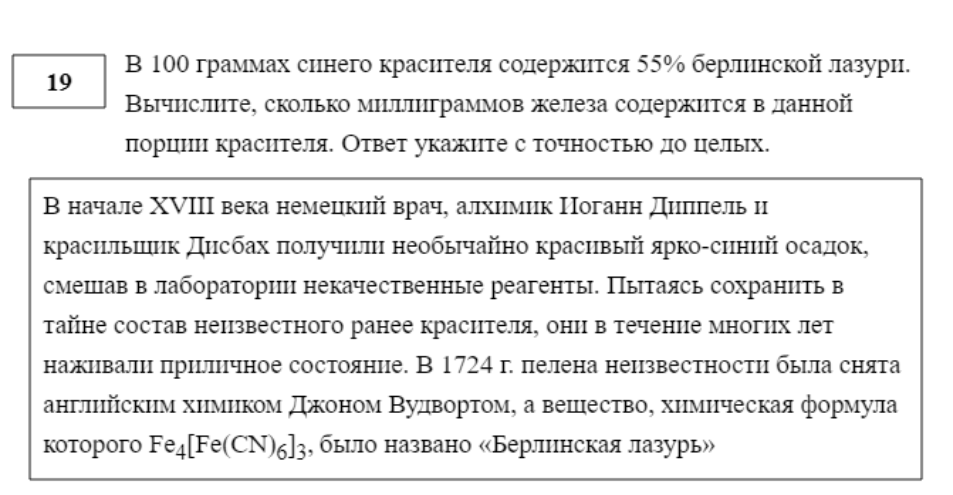 19
В 100 граммах синего красителя содержится 55% берлинской лазури.
Вычислите, сколько миллиграммов железа содержится в данной
порции красителя. Ответ укажите с точностью до целых.
В начале XVIII века немецкий врач, алхимик Иоганн Диппель и
красильщик Дисбах получили необычайно красивый ярко-синий осадок,
смешав в лаборатории некачественные реагенты. Пытаясь сохранить в
тайне состав неизвестного ранее красителя, они в течение многих лет
наживали приличное состояние. В 1724 г. пелена неизвестности была снята
английским химиком Джоном Вудвортом, а вещество, химическая формула
которого Fe₄[Fe(CN)₆]₃, было названо «Берлинская лазурь»